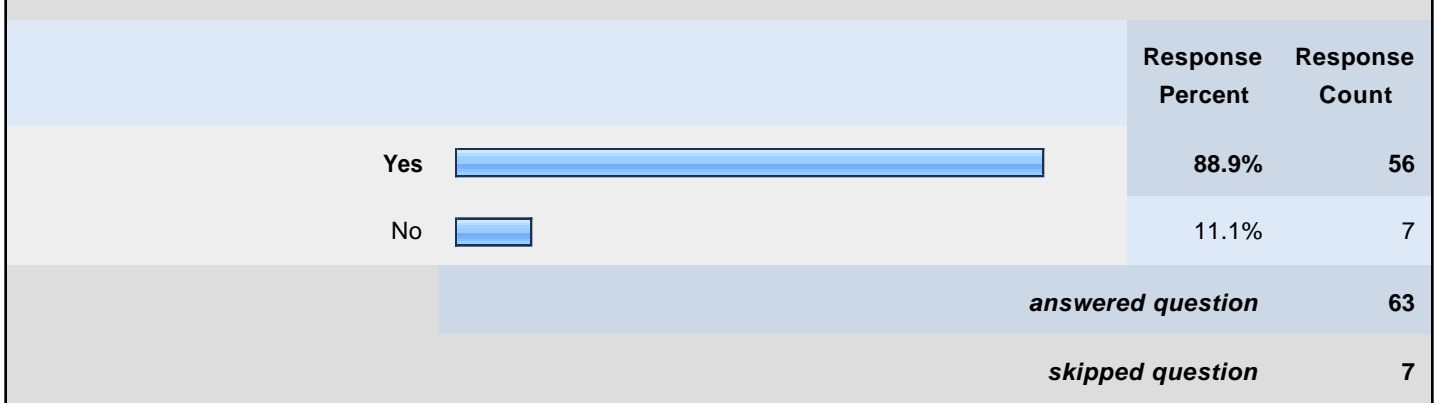 Response Percent Response Count
Yes 88.9% 56
No 11.1% 7
answered question 63
skipped question 7